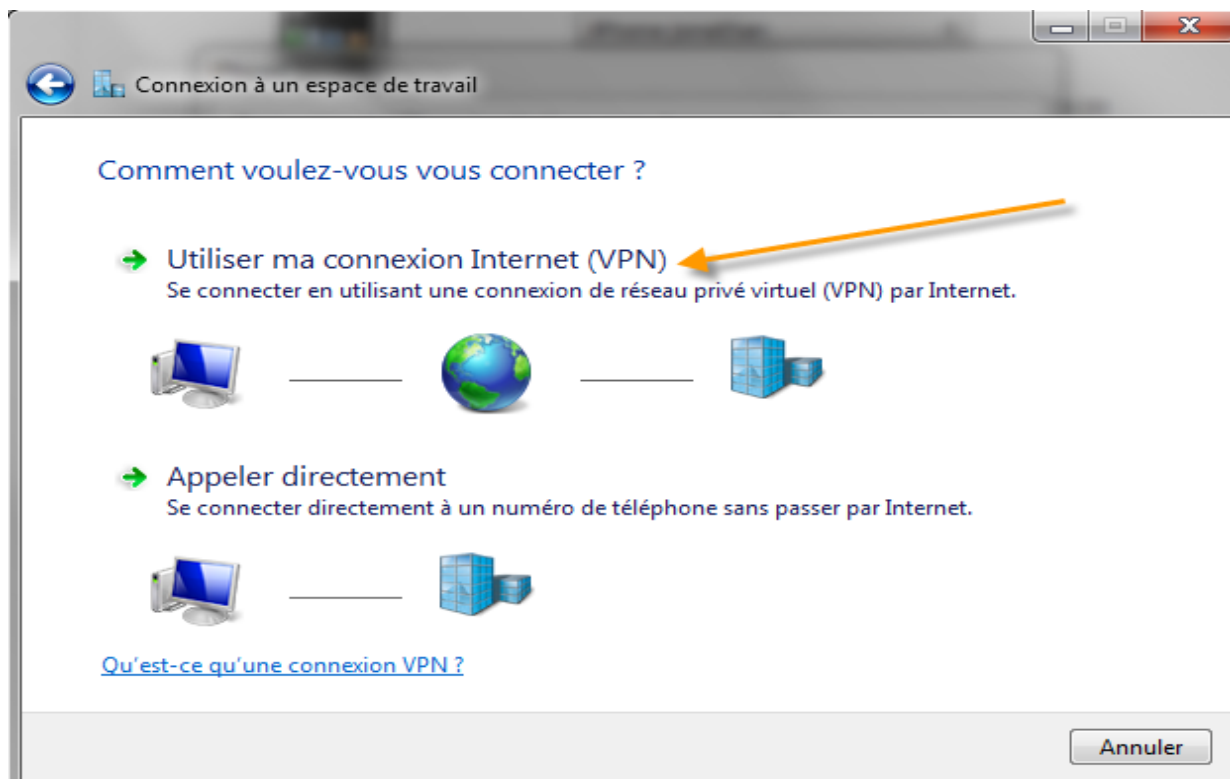 Connexion à un espace de travail
Comment voulez-vous vous connecter ?
Utiliser ma connexion Internet (VPN)
Se connecter en utilisant une connexion de réseau privé virtuel (VPN) par Internet.
Appeler directement
Se connecter directement à un numéro de téléphone sans passer par Internet.
Qu'est-ce qu'une connexion VPN ?
Annuler